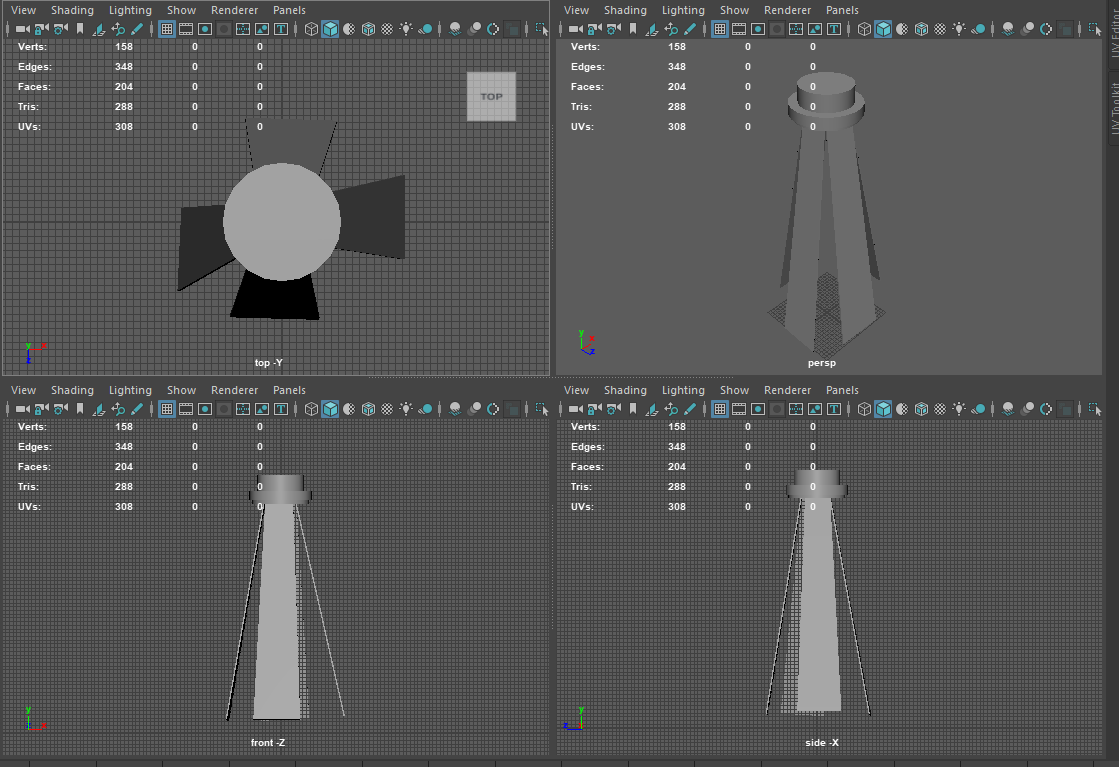 View Shading Lighting Show Renderer Panels
Verts: 158 0 0
Edges: 348 0 0
Faces: 204 0 0
Tris: 288 0 0
UVs: 308 0 0
TOP
y x
z
top -Y
View Shading Lighting Show Renderer Panels
Verts: 158 0 0
Edges: 348 0 0
Faces: 204 0 0
Tris: 288 0 0
UVs: 308 0 0
y
x
z
persp
UV Toolkit
View Shading Lighting Show Renderer Panels
Verts: 158 0 0
Edges: 348 0 0
Faces: 204 0 0
Tris: 288 0 0
UVs: 308 0 0
y
x
front -Z
View Shading Lighting Show Renderer Panels
Verts: 158 0 0
Edges: 348 0 0
Faces: 204 0 0
Tris: 288 0 0
UVs: 308 0 0
y
z
side -X